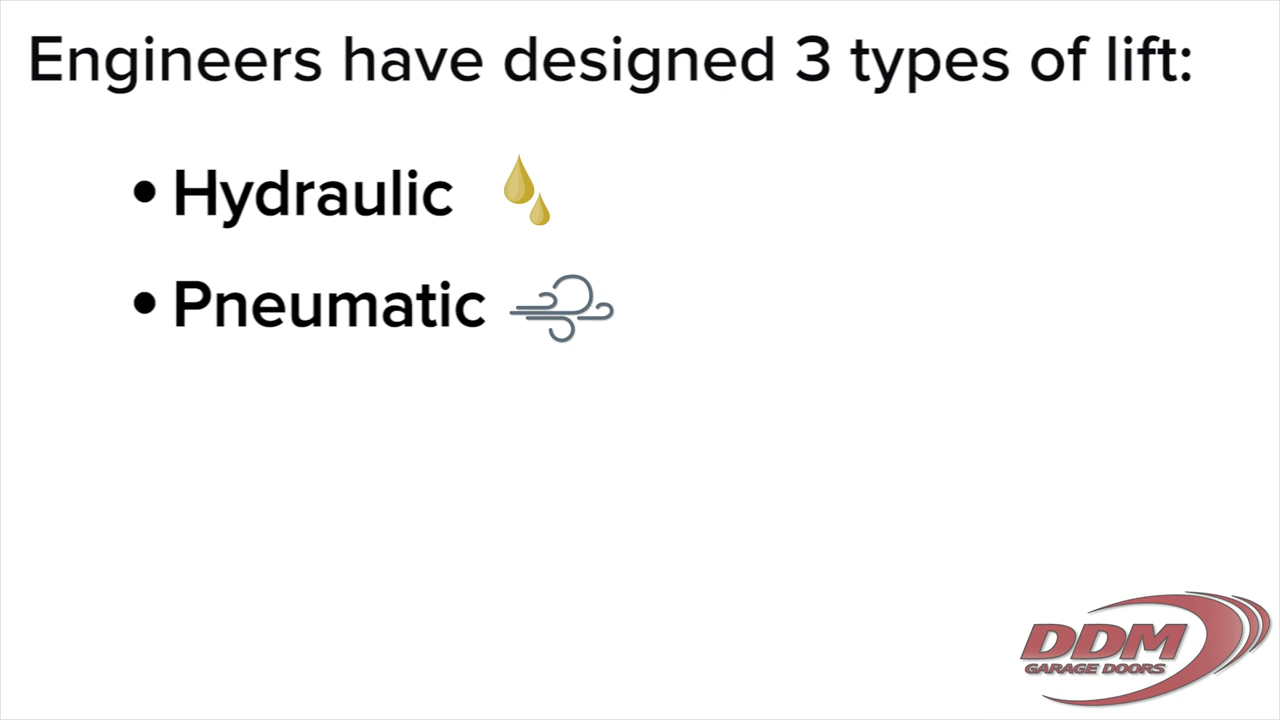 Engineers have designed 3 types of lift:
• Hydraulic
• Pneumatic
DDM
GARAGE DOORS